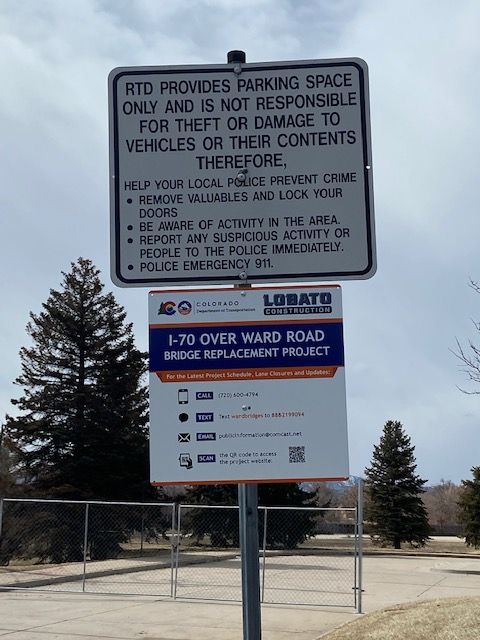 RTD PROVIDES PARKING SPACE
ONLY AND IS NOT RESPONSIBLE
FOR THEFT OR DAMAGE TO
VEHICLES OR THEIR CONTENTS
THEREFORE,
HELP YOUR LOCAL POLICE PREVENT CRIME
• REMOVE VALUABLES AND LOCK YOUR
DOORS
• BE AWARE OF ACTIVITY IN THE AREA.
• REPORT ANY SUSPICIOUS ACTIVITY OR
PEOPLE TO THE POLICE IMMEDIATELY.
• POLICE EMERGENCY 911.
COLORADO
Department of Transportation
LOBATO
CONSTRUCTION
I-70 OVER WARD ROAD
BRIDGE REPLACEMENT PROJECT
For the Latest Project Schedule, Lane Closures and Updates:
CALL (720) 600-4794
TEXT Text wardbridges to 8882199094
EMAIL publicinformation@comcast.net
SCAN the QR code to access
the project website.